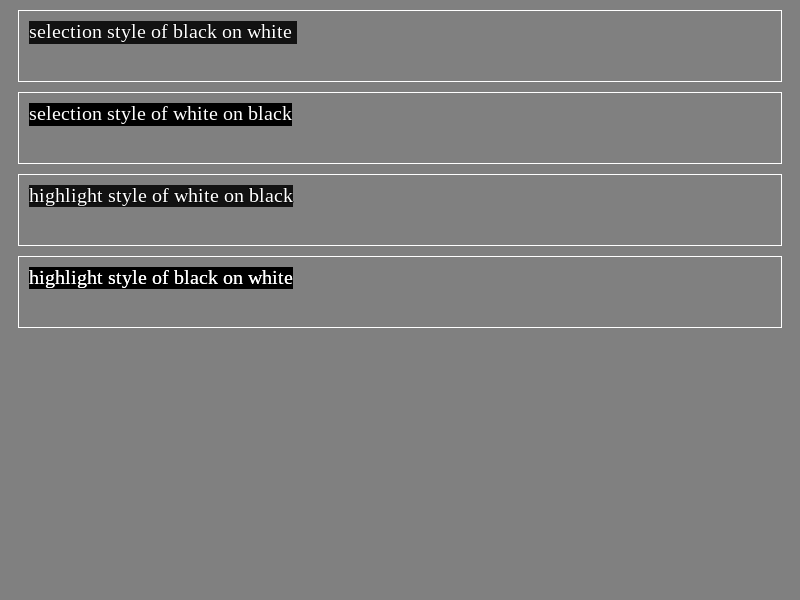 selection style of black on white
selection style of white on black
highlight style of white on black
highlight style of black on white